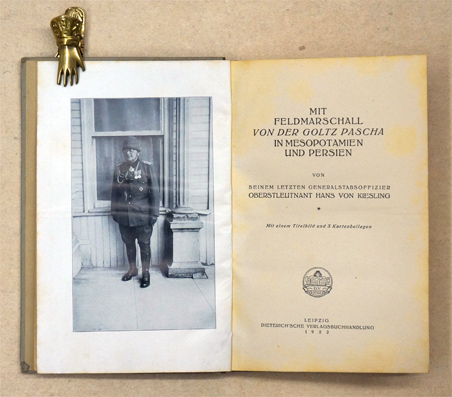 MIT
FELDMARSCHALL
VON DER GOLTZ PASCHA
IN MESOPOTAMIEN
UND PERSIEN
VON
SEINEM LETZTEN GENERALSTABSOFFIZIER
OBERSTLEUTNANT HANS VON KIESLING
*
Mit einem Titelbild und 3 Kartenbeilagen
LEIPZIG
DIETERICH'SCHE VERLAGSBUCHHANDLUNG
1922